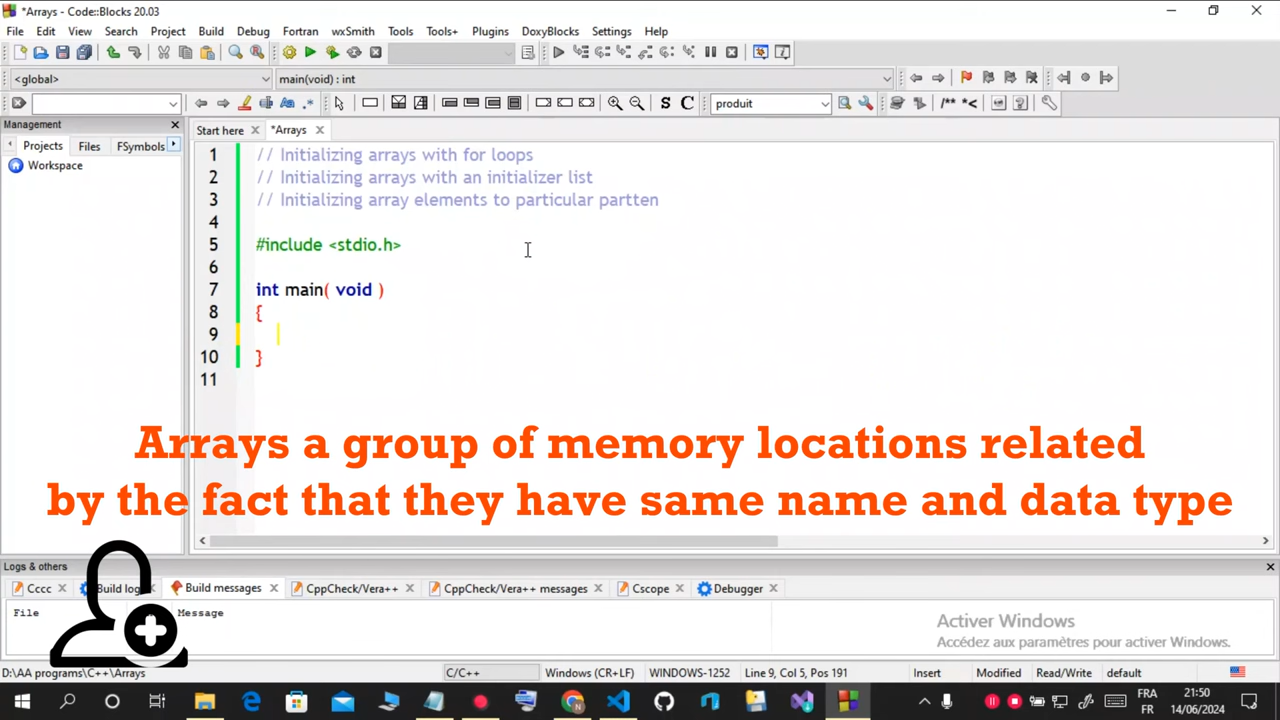 *Arrays - Code::Blocks 20.03
File Edit View Search Project Build Debug Fortran wxSmith Tools Tools+ Plugins DoxyBlocks Settings Help
<global> main(void) : int
S C produit /** *<
Management
Projects Files FSymbols
Workspace
Start here *Arrays
1 // Initializing arrays with for loops
2 // Initializing arrays with an initializer list
3 // Initializing array elements to particular partten
4
5 #include <stdio.h>
6
7 int main( void )
8 {
9
10 }
11
Arrays a group of memory locations related
by the fact that they have same name and data type
Logs & others
Cccc Build log Build messages CppCheck/Vera++ CppCheck/Vera++ messages Cscope Debugger
File Message
Activer Windows
Accédez aux paramètres pour activer Windows.
D:\AA programs\C++\Arrays C/C++ Windows (CR+LF) WINDOWS-1252 Line 9, Col 5, Pos 191 Insert Modified Read/Write default
FRA 21:50
FR 14/06/2024